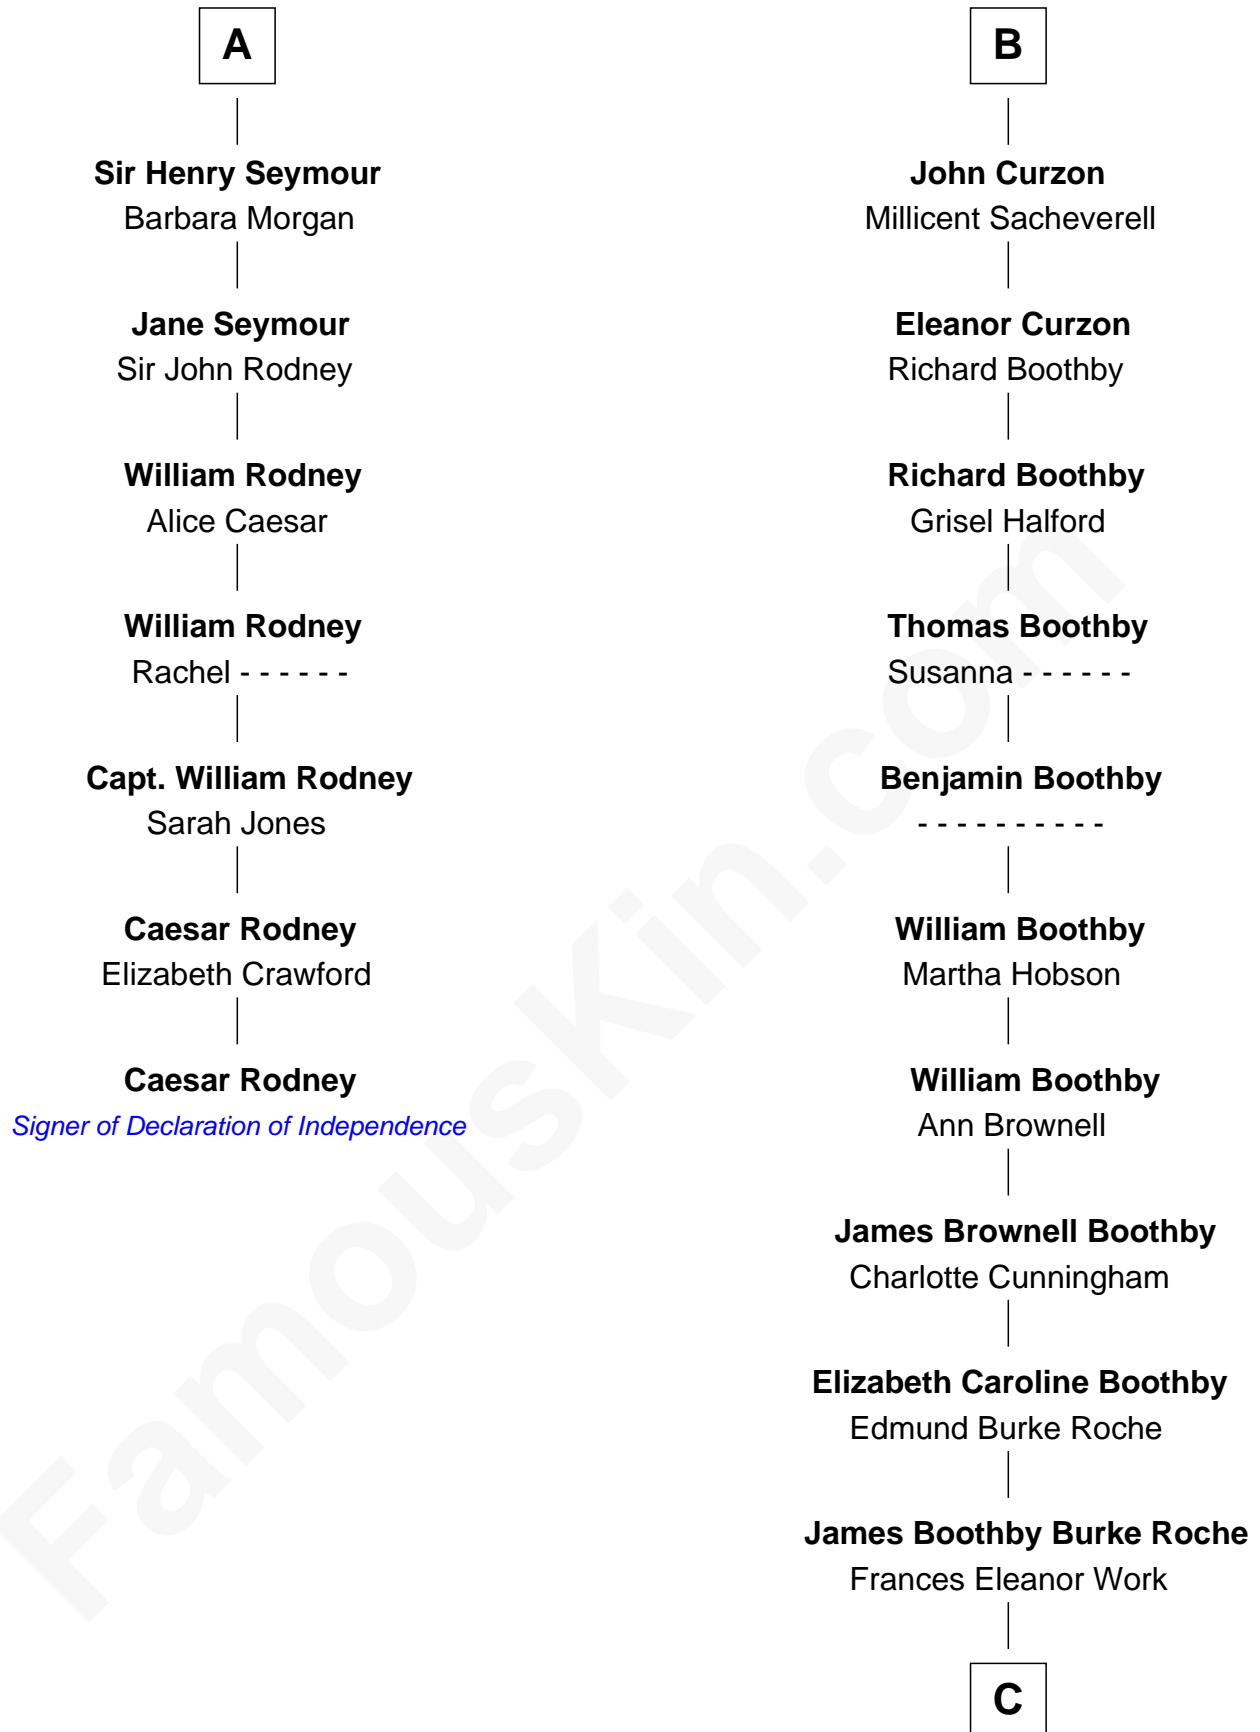 A
Sir Henry Seymour
Barbara Morgan
Jane Seymour
Sir John Rodney
William Rodney
Alice Caesar
William Rodney
Rachel - - - - - -
Capt. William Rodney
Sarah Jones
Caesar Rodney
Elizabeth Crawford
Caesar Rodney
Signer of Declaration of Independence
B
John Curzon
Millicent Sacheverell
Eleanor Curzon
Richard Boothby
Richard Boothby
Grisel Halford
Thomas Boothby
Susanna - - - - - -
Benjamin Boothby
- - - - - - - - - -
William Boothby
Martha Hobson
William Boothby
Ann Brownell
James Brownell Boothby
Charlotte Cunningham
Elizabeth Caroline Boothby
Edmund Burke Roche
James Boothby Burke Roche
Frances Eleanor Work
C
FamousKin.com